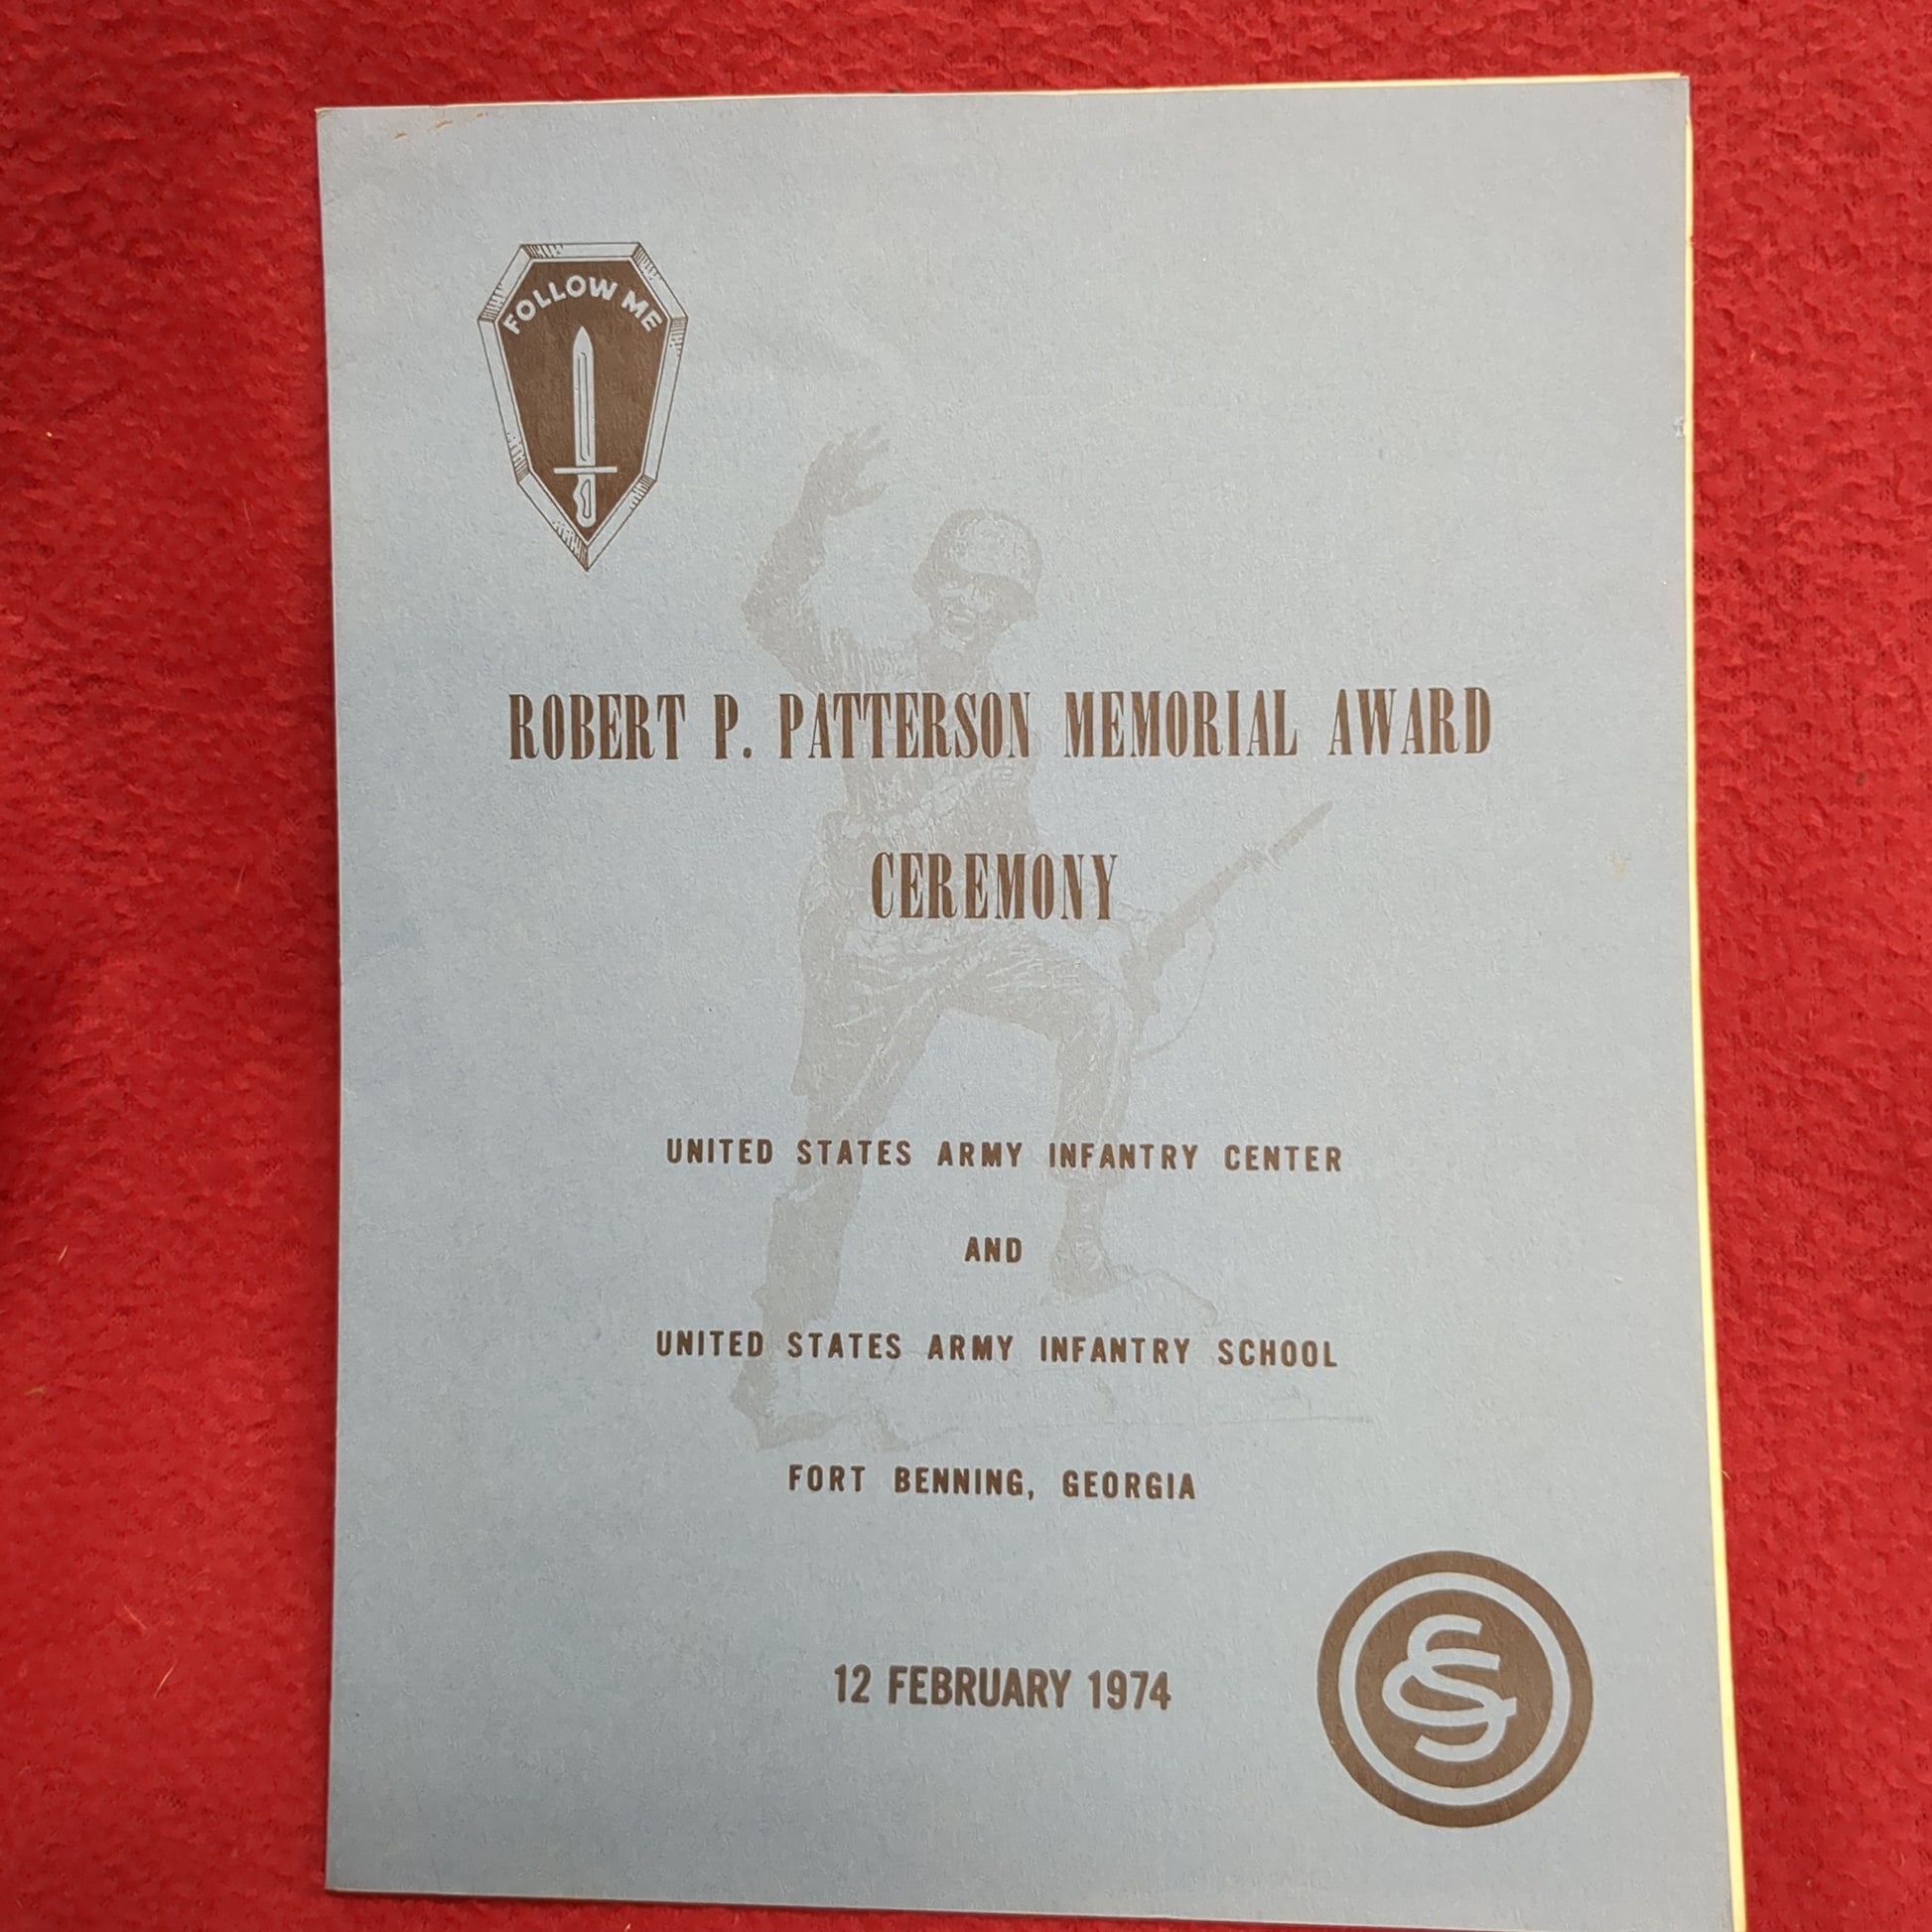 FOLLOW ME
ROBERT P. PATTERSON MEMORIAL AWARD
CEREMONY
UNITED STATES ARMY INFANTRY CENTER
AND
UNITED STATES ARMY INFANTRY SCHOOL
FORT BENNING, GEORGIA
12 FEBRUARY 1974
OCS